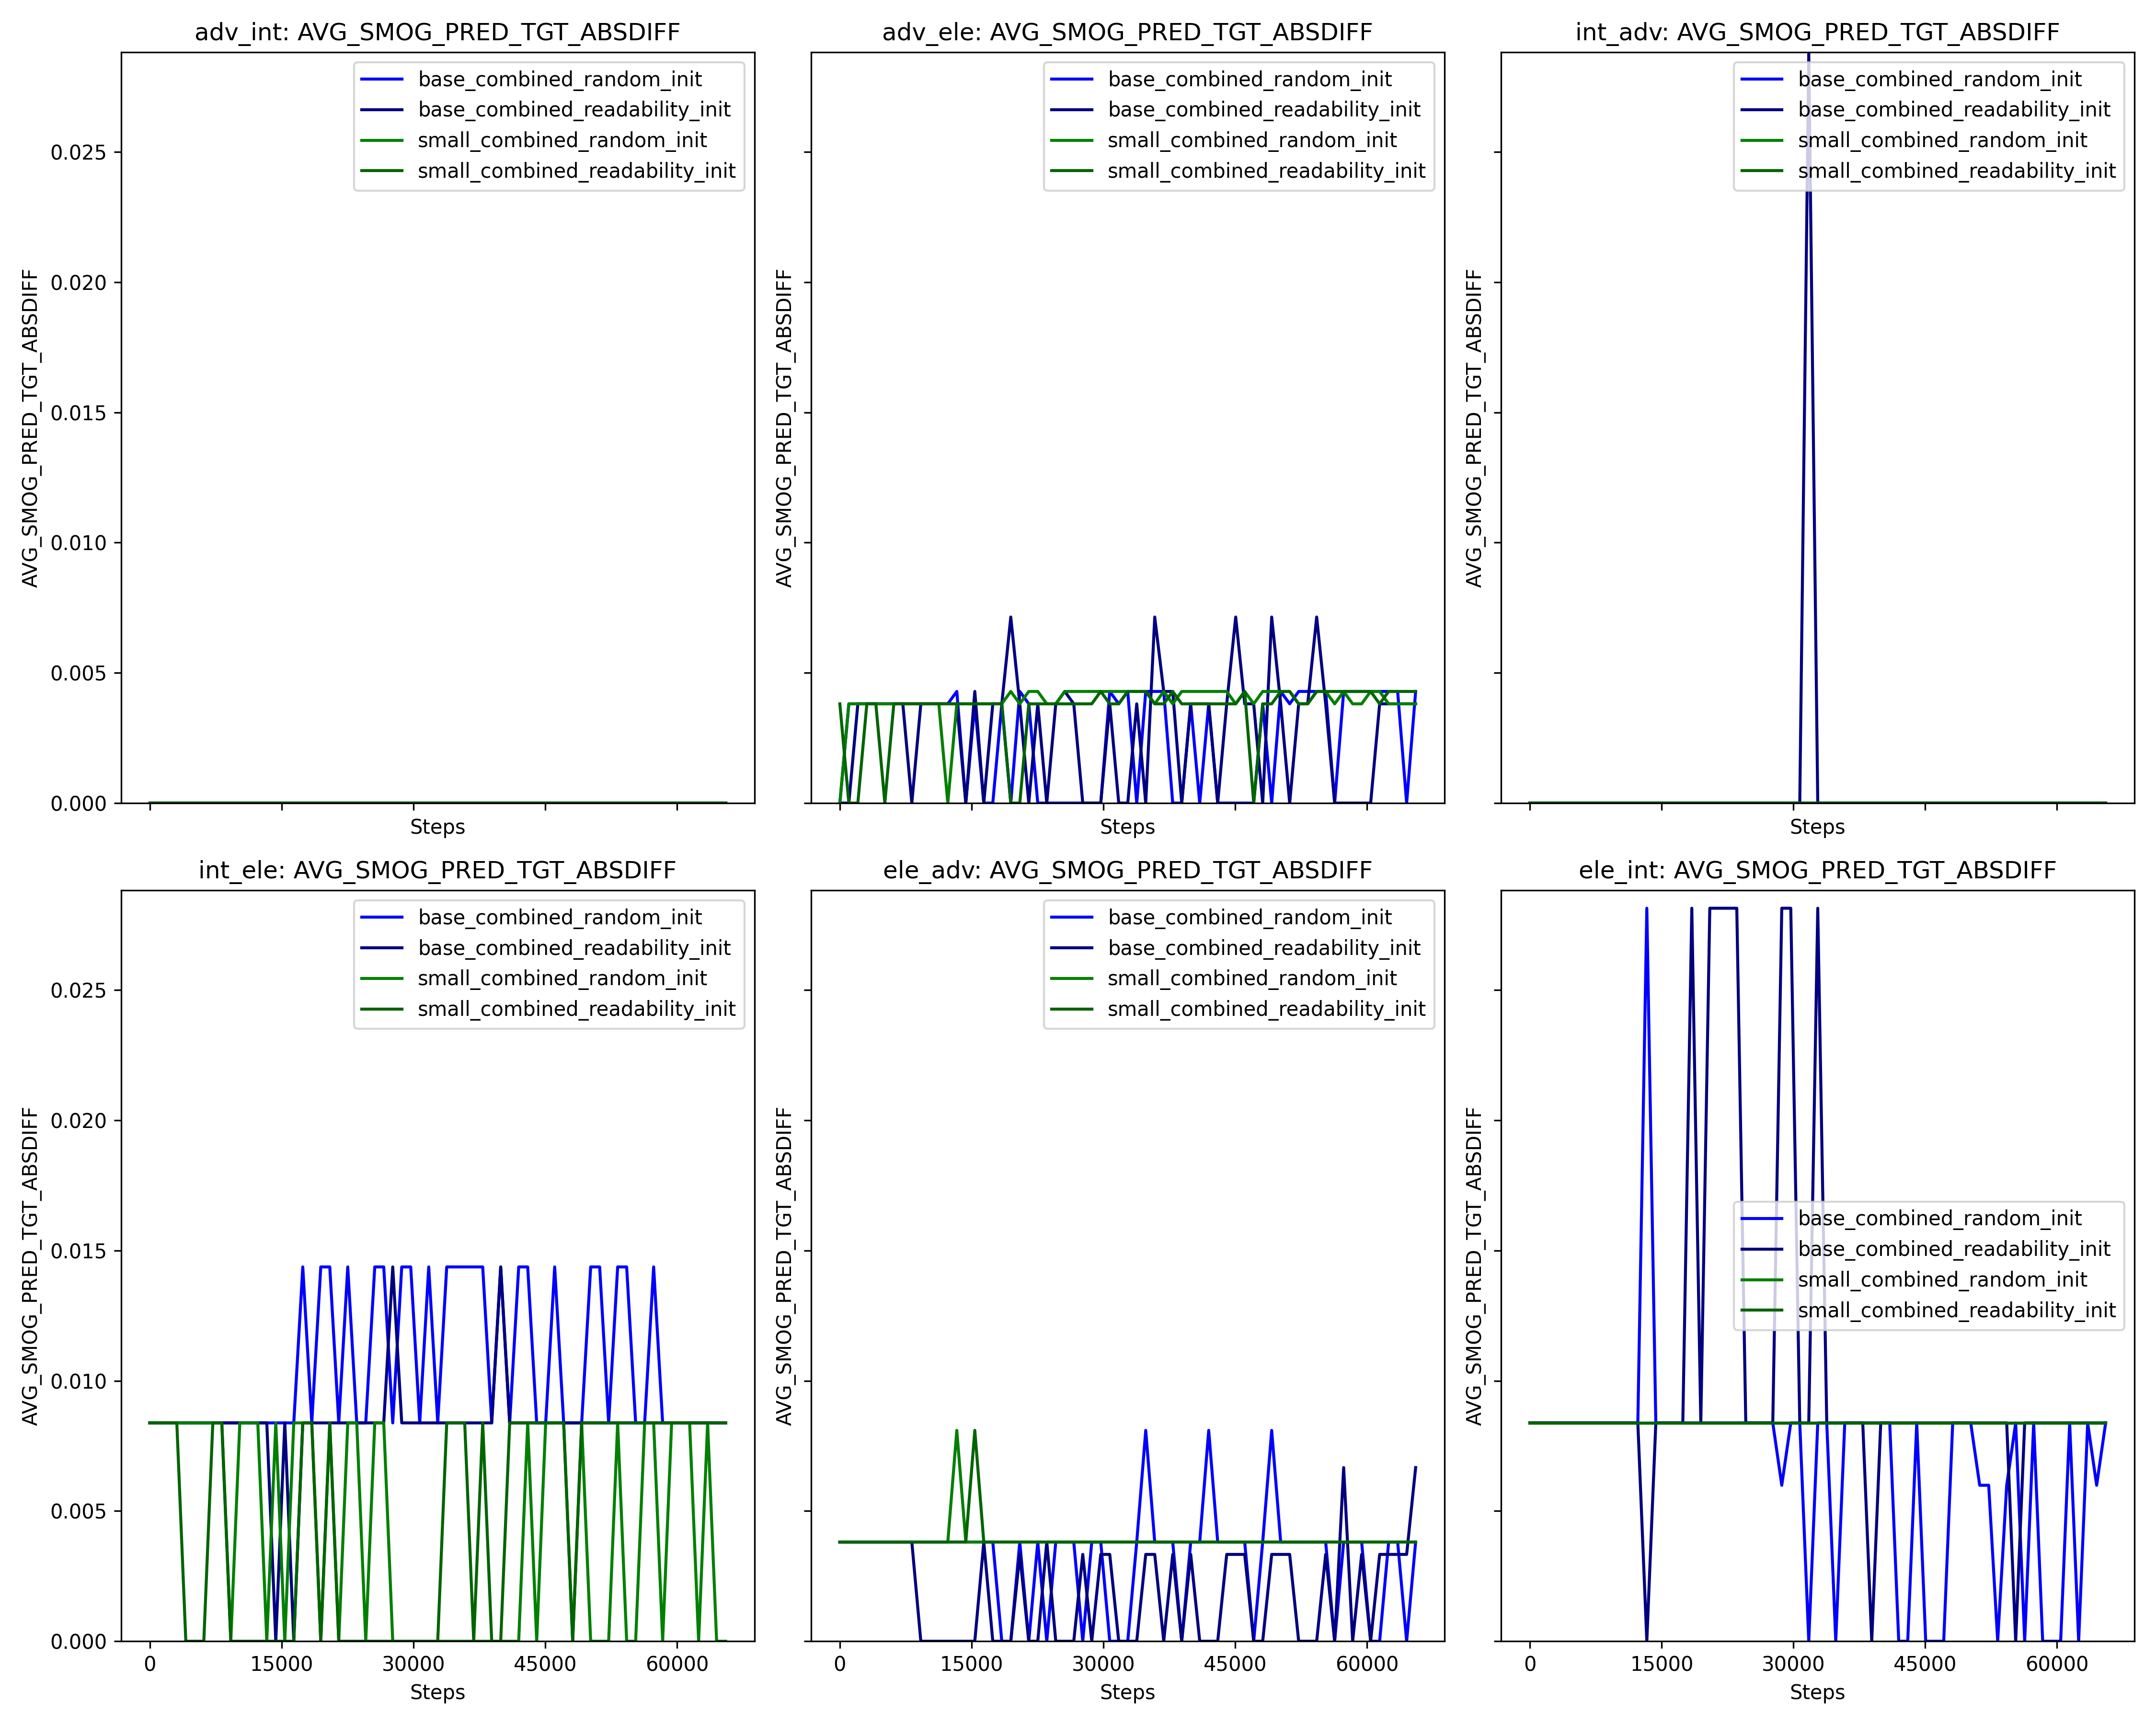 adv_int: AVG_SMOG_PRED_TGT_ABSDIFF
AVG_SMOG_PRED_TGT_ABSDIFF
0.025
0.020
0.015
0.010
0.005
0.000
base_combined_random_init
base_combined_readability_init
small_combined_random_init
small_combined_readability_init
Steps
adv_ele: AVG_SMOG_PRED_TGT_ABSDIFF
AVG_SMOG_PRED_TGT_ABSDIFF
base_combined_random_init
base_combined_readability_init
small_combined_random_init
small_combined_readability_init
Steps
int_adv: AVG_SMOG_PRED_TGT_ABSDIFF
AVG_SMOG_PRED_TGT_ABSDIFF
base_combined_random_init
base_combined_readability_init
small_combined_random_init
small_combined_readability_init
Steps
int_ele: AVG_SMOG_PRED_TGT_ABSDIFF
AVG_SMOG_PRED_TGT_ABSDIFF
0.025
0.020
0.015
0.010
0.005
0.000
base_combined_random_init
base_combined_readability_init
small_combined_random_init
small_combined_readability_init
0 15000 30000 45000 60000
Steps
ele_adv: AVG_SMOG_PRED_TGT_ABSDIFF
AVG_SMOG_PRED_TGT_ABSDIFF
base_combined_random_init
base_combined_readability_init
small_combined_random_init
small_combined_readability_init
0 15000 30000 45000 60000
Steps
ele_int: AVG_SMOG_PRED_TGT_ABSDIFF
AVG_SMOG_PRED_TGT_ABSDIFF
base_combined_random_init
base_combined_readability_init
small_combined_random_init
small_combined_readability_init
0 15000 30000 45000 60000
Steps